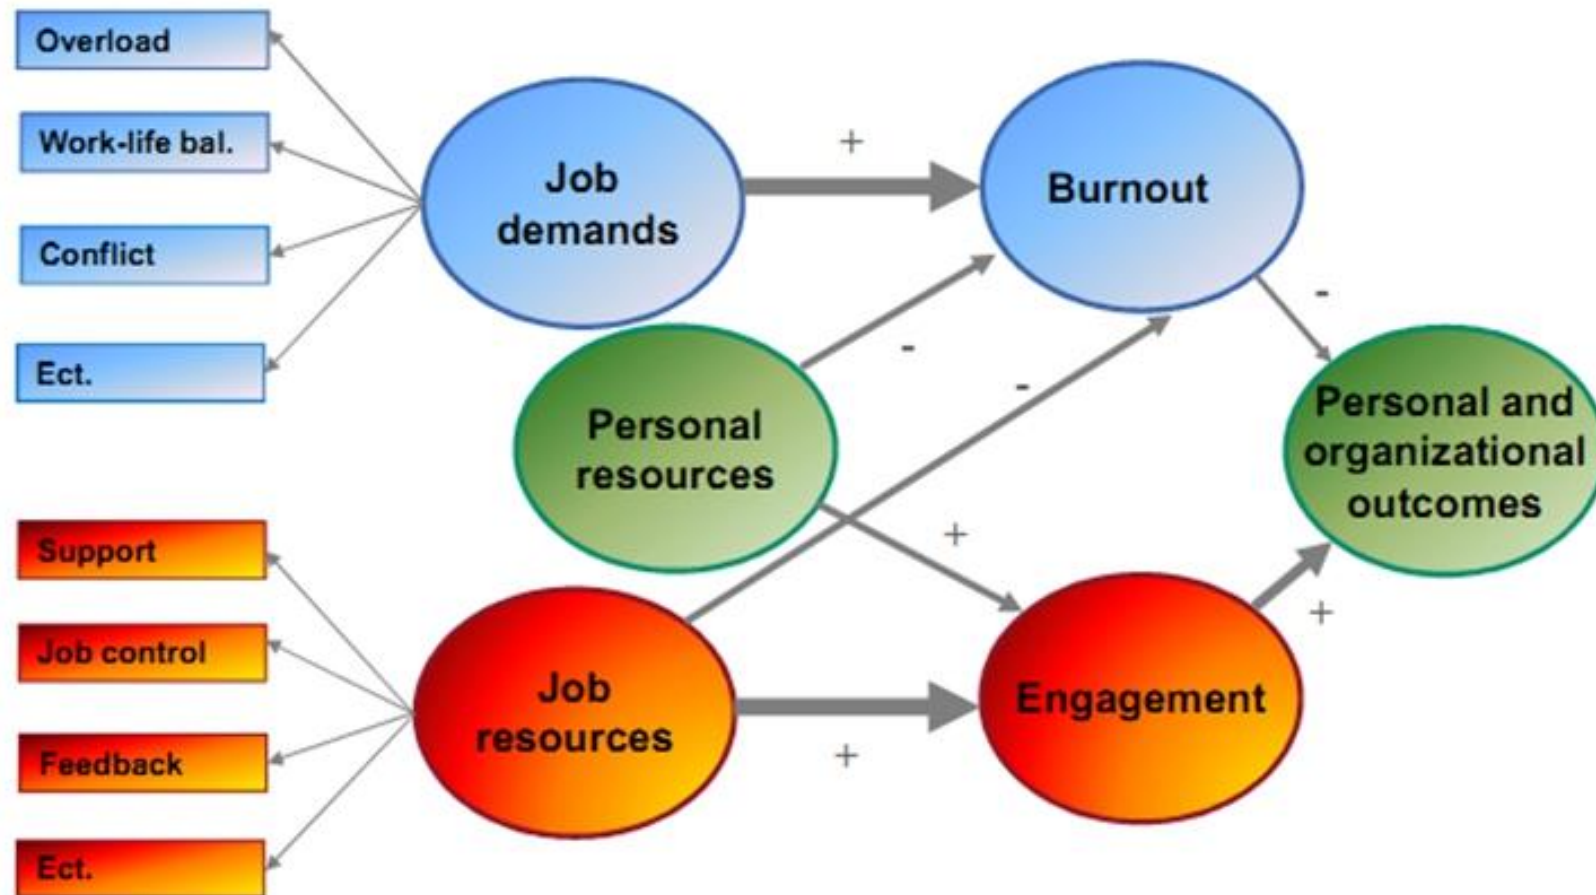 Overload
Work-life bal.
Conflict
Ect.
Support
Job control
Feedback
Ect.
Job
demands
+
Burnout
-
Personal
resources
-
-
+
Job
resources
+
Engagement
+
Personal and
organizational
outcomes